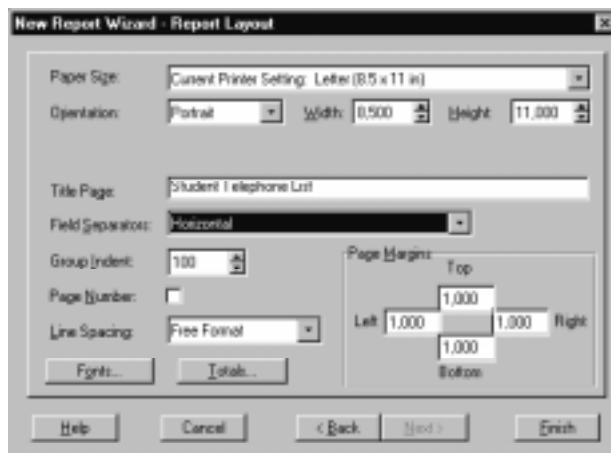 New Report Wizard - Report Layout
Paper Size: Current Printer Setting: Letter (8.5 x 11 in)
Orientation: Portrait Width: 8,500 Height: 11,000
Title Page: Student Telephone List
Field Separators: Horizontal
Group Indent: 100
Page Margins
Top
Page Number:
1,000
Line Spacing: Free Format
Left 1,000 1,000 Right
1,000
Bottom
Fonts... Totals...
Help Cancel < Back Next > Finish